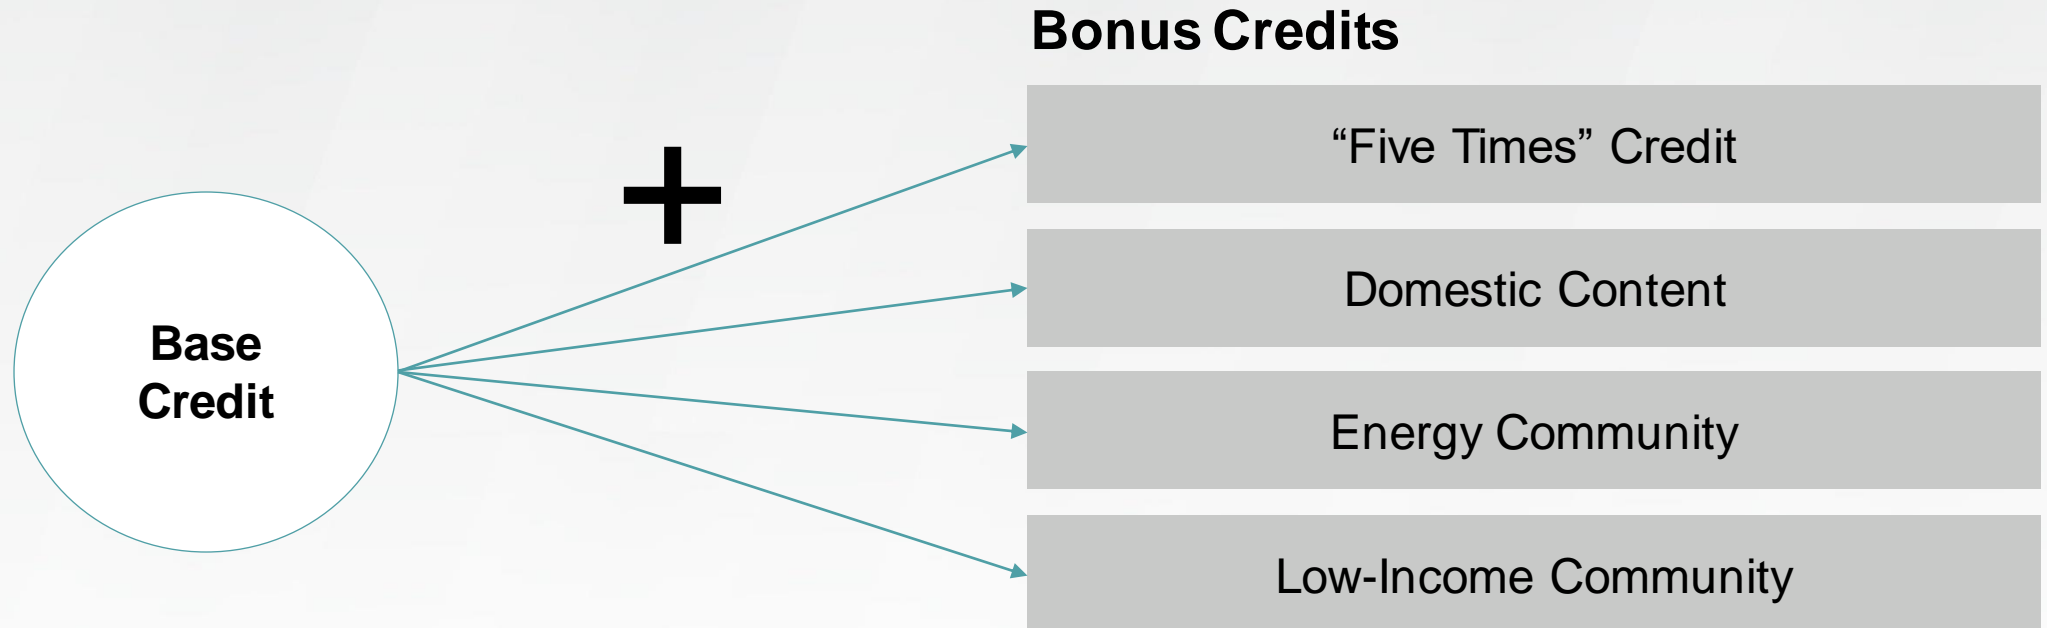 Bonus Credits
“Five Times” Credit
Domestic Content
Energy Community
Low-Income Community
+
Base
Credit